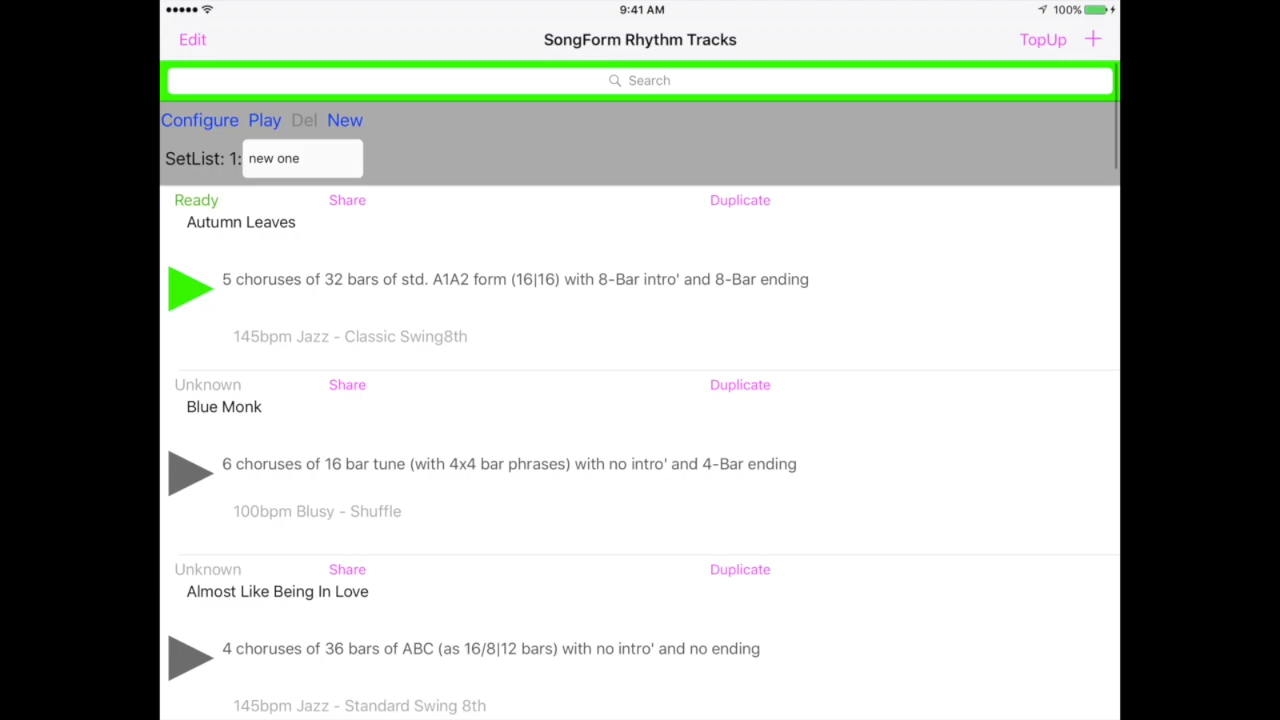 9:41 AM 100%
Edit SongForm Rhythm Tracks TopUp +
Search
Configure Play Del New
SetList: 1: new one
Ready Share Duplicate
Autumn Leaves
5 choruses of 32 bars of std. A1A2 form (16|16) with 8-Bar intro' and 8-Bar ending
145bpm Jazz - Classic Swing8th
Unknown Share Duplicate
Blue Monk
6 choruses of 16 bar tune (with 4x4 bar phrases) with no intro' and 4-Bar ending
100bpm Blusy - Shuffle
Unknown Share Duplicate
Almost Like Being In Love
4 choruses of 36 bars of ABC (as 16/8|12 bars) with no intro' and no ending
145bpm Jazz - Standard Swing 8th